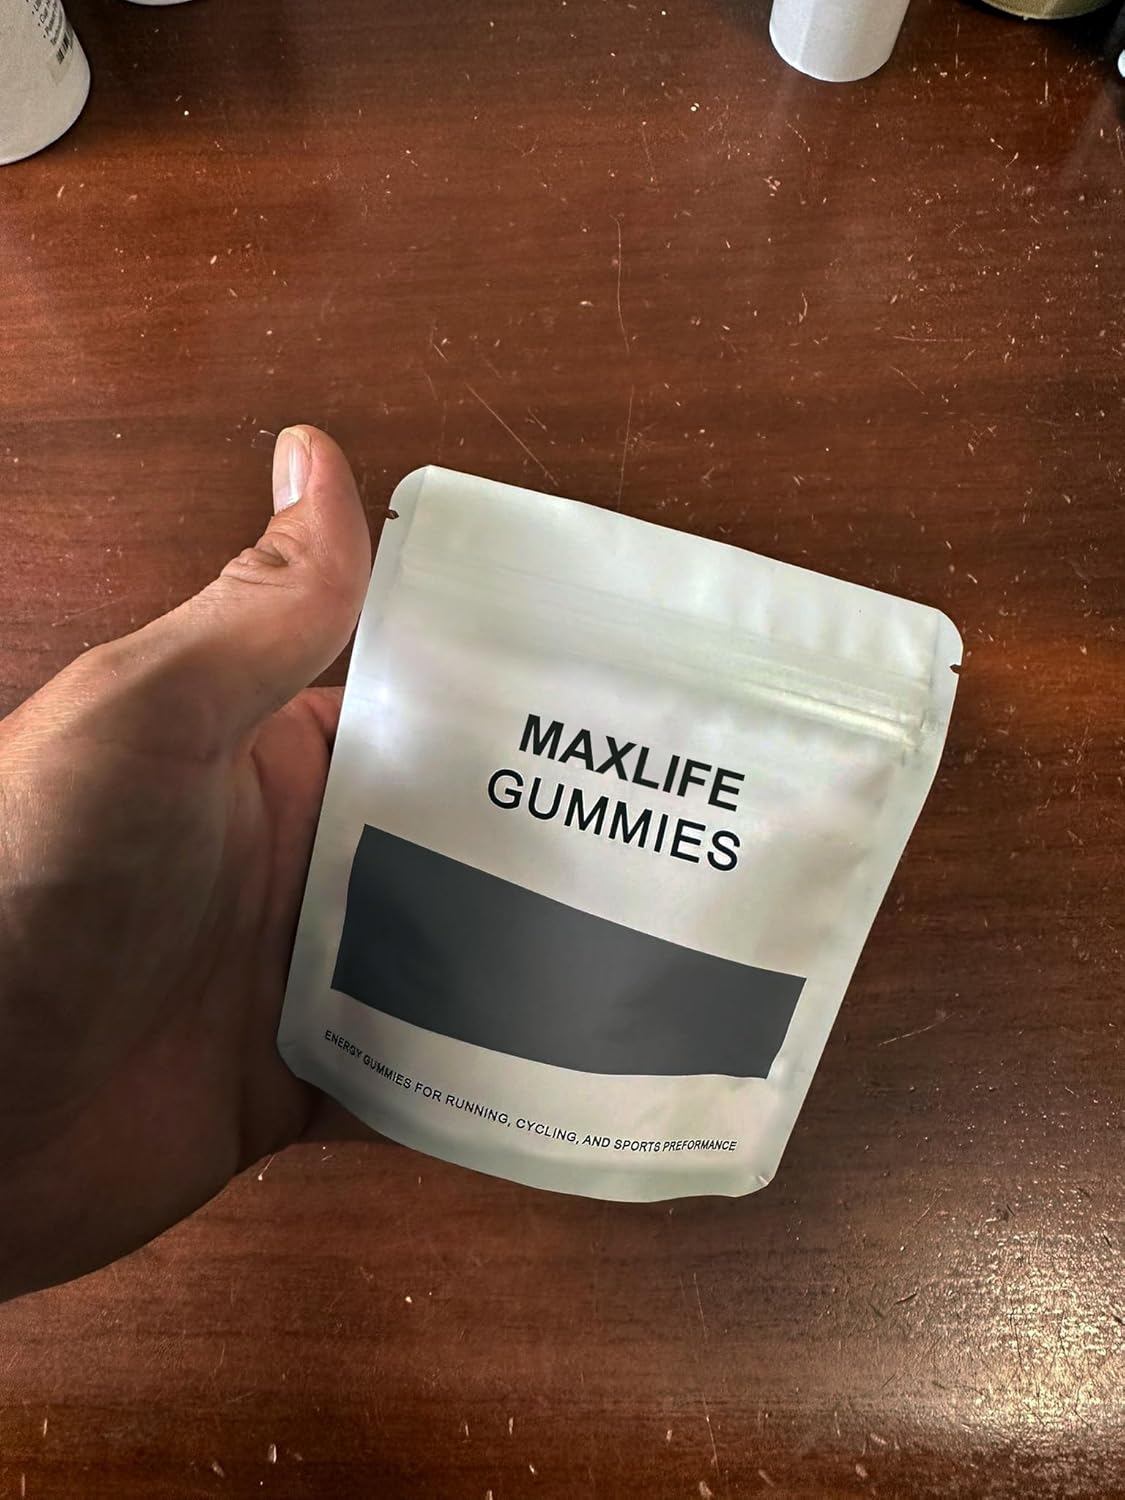 MAXLIFE
GUMMIES
ENERGY GUMMIES FOR RUNNING, CYCLING, AND SPORTS PREFORMANCE